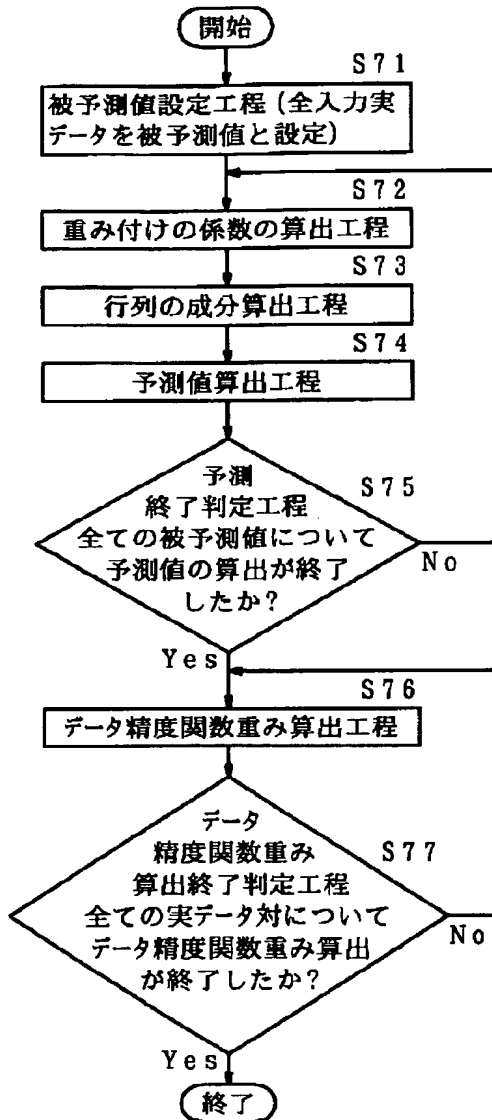 開始
S71
被予測値設定工程(全入力実
データを被予測値と設定)
S72
重み付けの係数の算出工程
S73
行列の成分算出工程
S74
予測値算出工程
予測
終了判定工程
S75
全ての被予測値について
予測値の算出が終了
したか?
No
Yes
S76
データ精度関数重み算出工程
データ
精度関数重み
S77
算出終了判定工程
全ての実データ対について
データ精度関数重み算出
が終了したか?
No
Yes
終了